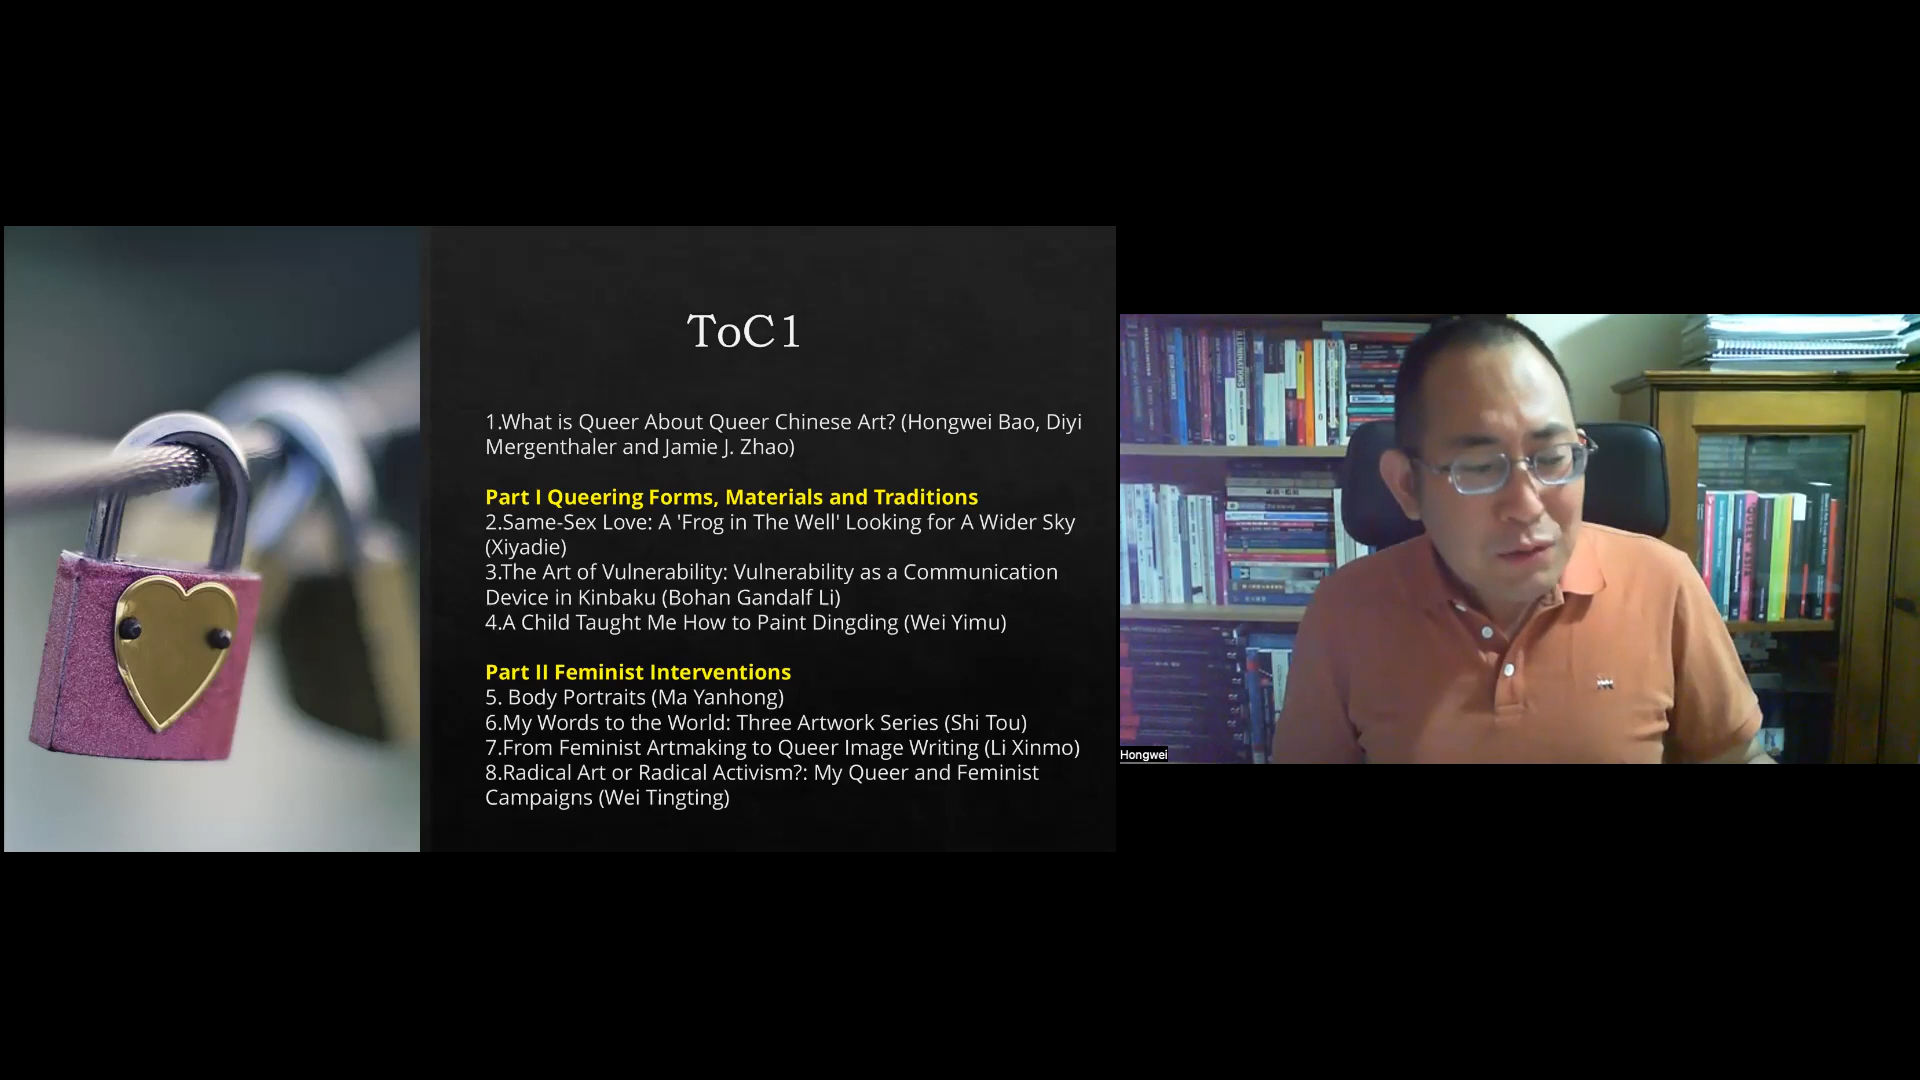 ToC1
1.What is Queer About Queer Chinese Art? (Hongwei Bao, Diyi
Mergenthaler and Jamie J. Zhao)
Part I Queering Forms, Materials and Traditions
2.Same-Sex Love: A 'Frog in The Well' Looking for A Wider Sky
(Xiyadie)
3.The Art of Vulnerability: Vulnerability as a Communication
Device in Kinbaku (Bohan Gandalf Li)
4.A Child Taught Me How to Paint Dingding (Wei Yimu)
Part II Feminist Interventions
5. Body Portraits (Ma Yanhong)
6.My Words to the World: Three Artwork Series (Shi Tou)
7.From Feminist Artmaking to Queer Image Writing (Li Xinmo)
8.Radical Art or Radical Activism?: My Queer and Feminist
Campaigns (Wei Tingting)
ILLUMINATIONS
Hongwei